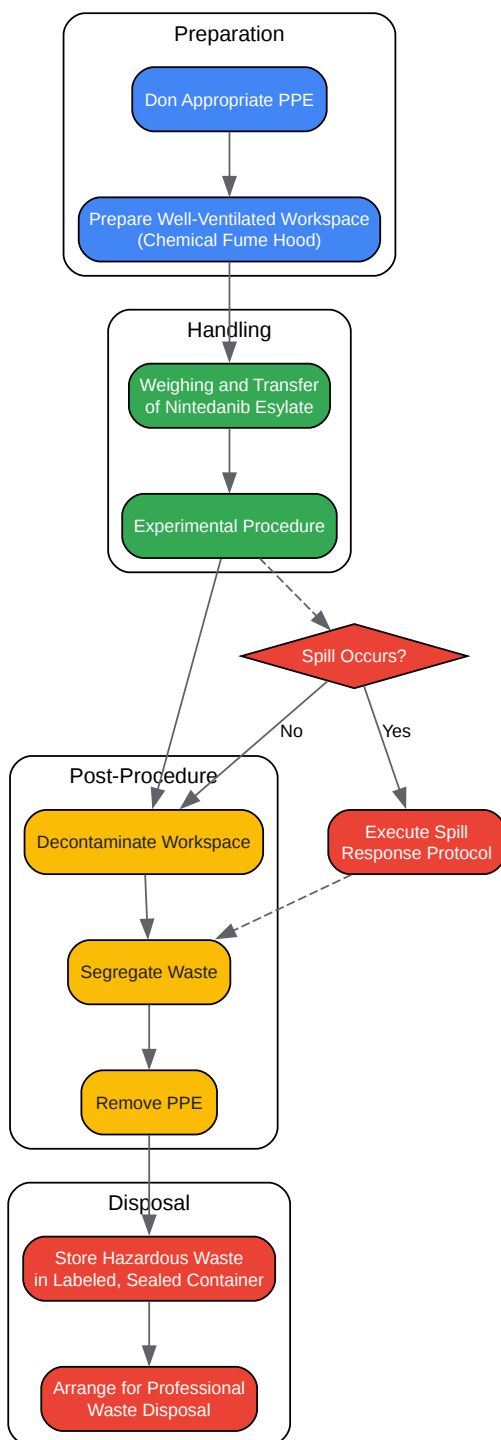 Preparation
Don Appropriate PPE
Prepare Well-Ventilated Workspace
(Chemical Fume Hood)
Handling
Weighing and Transfer
of Nintedanib Esylate
Experimental Procedure
Spill Occurs?
No
Yes
Post-Procedure
Decontaminate Workspace
Execute Spill
Response Protocol
Segregate Waste
Remove PPE
Disposal
Store Hazardous Waste
in Labeled, Sealed Container
Arrange for Professional
Waste Disposal